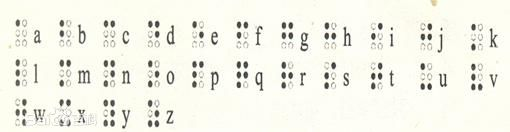 a b c d e f g h i j k
l m n o p q r s t u v
w x y z